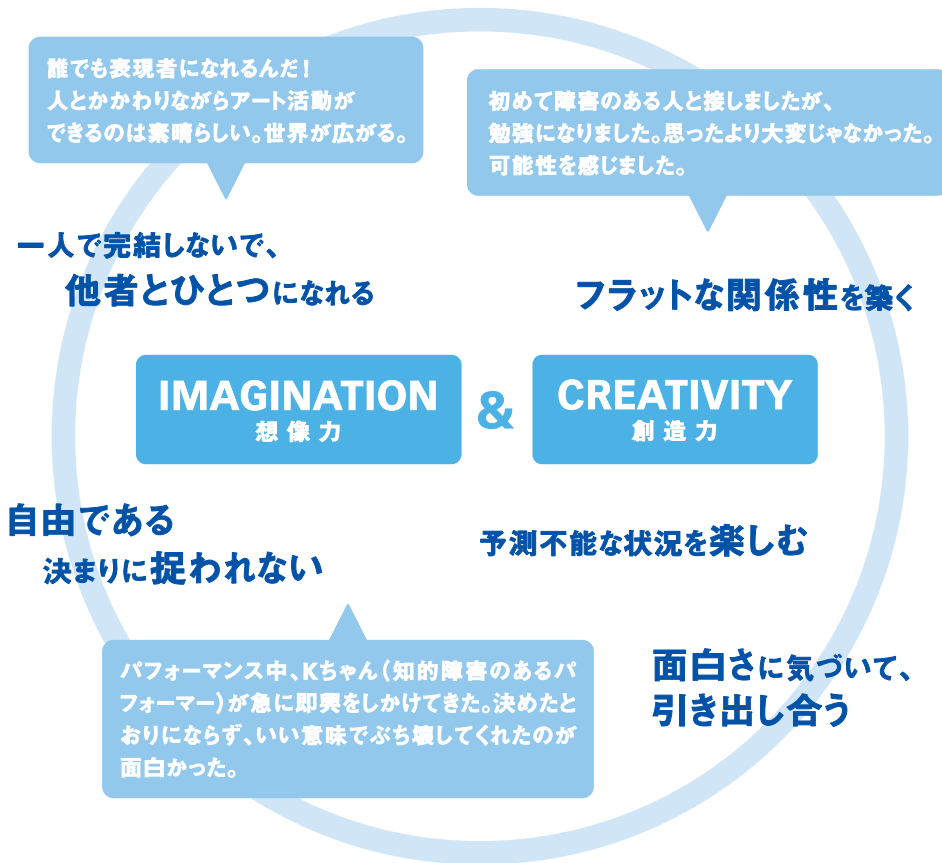 誰でも表現者になれるんだ！
人とかかわりながらアート活動が
できるのは素晴らしい。世界が広がる。
初めて障害のある人と接しましたが、
勉強になりました。思ったより大変じゃなかった。
可能性を感じました。
一人で完結しないで、
他者とひとつになれる
フラットな関係性を築く
IMAGINATION
想像力
&
CREATIVITY
創造力
自由である
決まりに捉われない
予測不能な状況を楽しむ
パフォーマンス中、Kちゃん（知的障害のあるパ
フォーマー）が急に即興をしかけてきた。決めたと
おりにならず、いい意味でぶち壊してくれたのが
面白かった。
面白さに気づいて、
引き出し合う